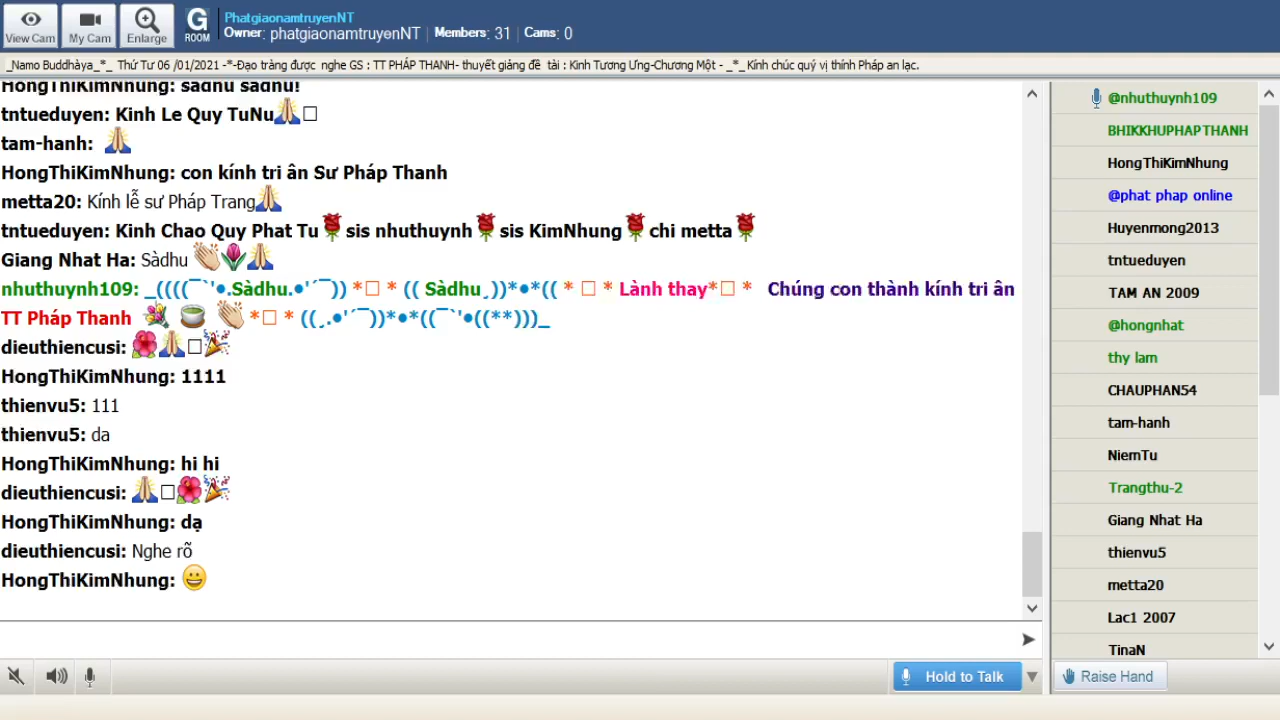 View Cam
My Cam
Enlarge
G
ROOM
PhatgiaonamtruyenNT
Owner: phatgiaonamtruyenNT | Members: 31 | Cams: 0
_Namo Buddhàya_*_ Thứ Tư 06 /01/2021 -*-Đạo tràng được nghe GS : TT PHÁP THANH- thuyết giảng đề tài : Kinh Tương Ưng-Chương Một - _*_Kính chúc quý vị thính Pháp an lạc.
HongThiKimNhung: sadhu sadhu!
tntueduyen: Kinh Le Quy TuNu🙏□
tam-hanh: 🙏
HongThiKimNhung: con kính tri ân Sư Pháp Thanh
metta20: Kính lễ sư Pháp Trang🙏
tntueduyen: Kinh Chao Quy Phat Tu🌹sis nhuthuynh🌹sis KimNhung🌹chi metta🌹
Giang Nhat Ha: Sàdhu 👏🌷🙏
nhuthuynh109: _((((¯`'•.Sàdhu.•'´¯)) *□ * (( Sàdhu¸))*•*(( * □ * Lành thay*□ * Chúng con thành kính tri ân
TT Pháp Thanh 💐 🍵 👏 *□ * ((¸.•'´¯))*•*((¯`'•((**)))_
dieuthiencusi: 🌺🙏□🎉
HongThiKimNhung: 1111
thienvu5: 111
thienvu5: da
HongThiKimNhung: hi hi
dieuthiencusi: 🙏□🌺🎉
HongThiKimNhung: dạ
dieuthiencusi: Nghe rõ
HongThiKimNhung: 😀
@nhuthuynh109
BHIKKHUPHAPTHANH
HongThiKimNhung
@phat phap online
Huyenmong2013
tntueduyen
TAM AN 2009
@hongnhat
thy lam
CHAUPHAN54
tam-hanh
NiemTu
Trangthu-2
Giang Nhat Ha
thienvu5
metta20
Lac1 2007
TinaN
Hold to Talk
Raise Hand